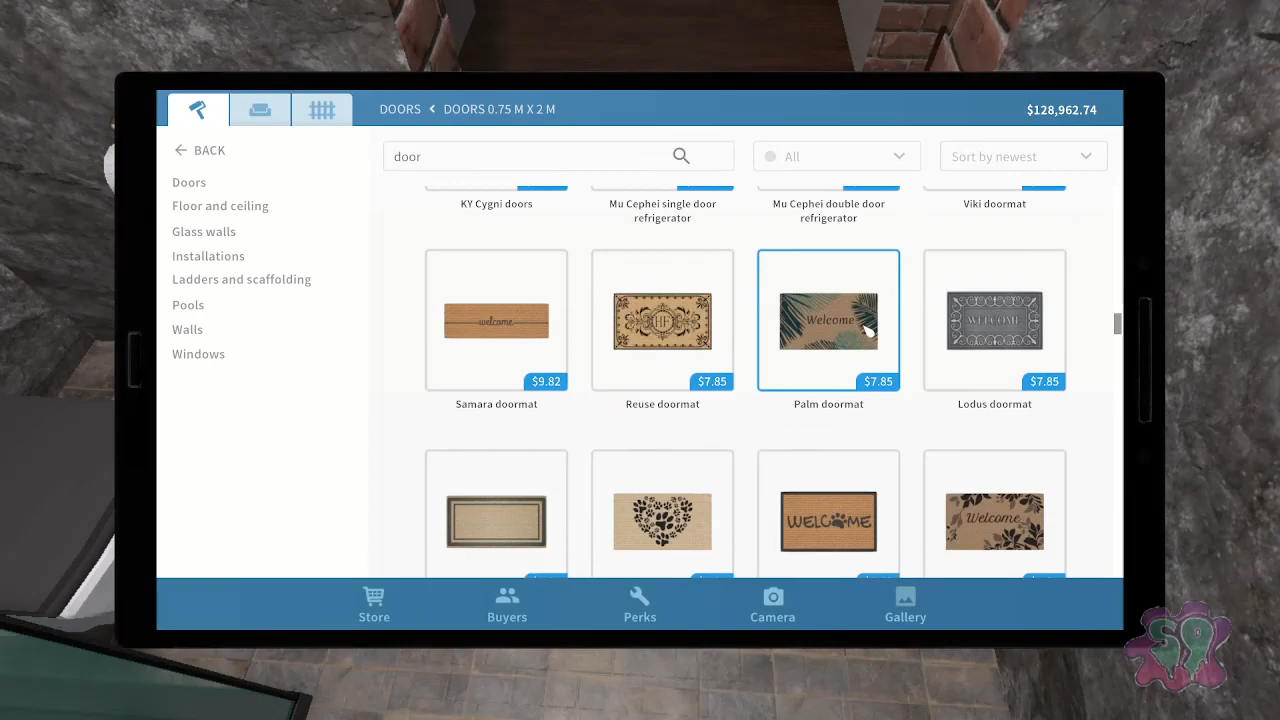 DOORS < DOORS 0.75 M X 2 M
$128,962.74
BACK
door
All
Sort by newest
Doors
Floor and ceiling
Glass walls
Installations
Ladders and scaffolding
Pools
Walls
Windows
KY Cygni doors
Mu Cephei single door
refrigerator
Mu Cephei double door
refrigerator
Viki doormat
welcome
HF
Welcome
WELCOME
$9.82
$7.85
$7.85
$7.85
Samara doormat
Reuse doormat
Palm doormat
Lodus doormat
WELCOME
Welcome
Store
Buyers
Perks
Camera
Gallery
S9